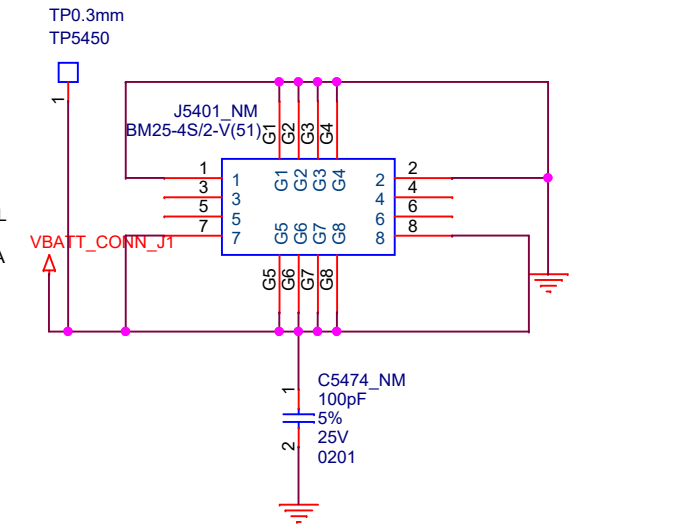 TP0.3mm
TP5450
1
J5401_NM
BM25-4S/2-V(51)
G1
G2
G3
G4
1
3
5
7
1
3
5
7
G1
G2
G3
G4
G5
G6
G7
G8
2
4
6
8
2
4
6
8
L
A
VBATT_CONN_J1
G5
G6
G7
G8
1
2
C5474_NM
100pF
5%
25V
0201